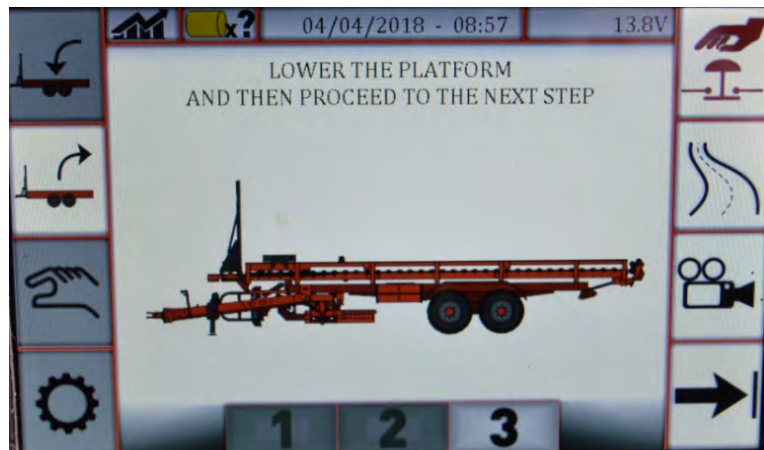 x?
04/04/2018 - 08:57
13.8V
LOWER THE PLATFORM
AND THEN PROCEED TO THE NEXT STEP
1
2
3